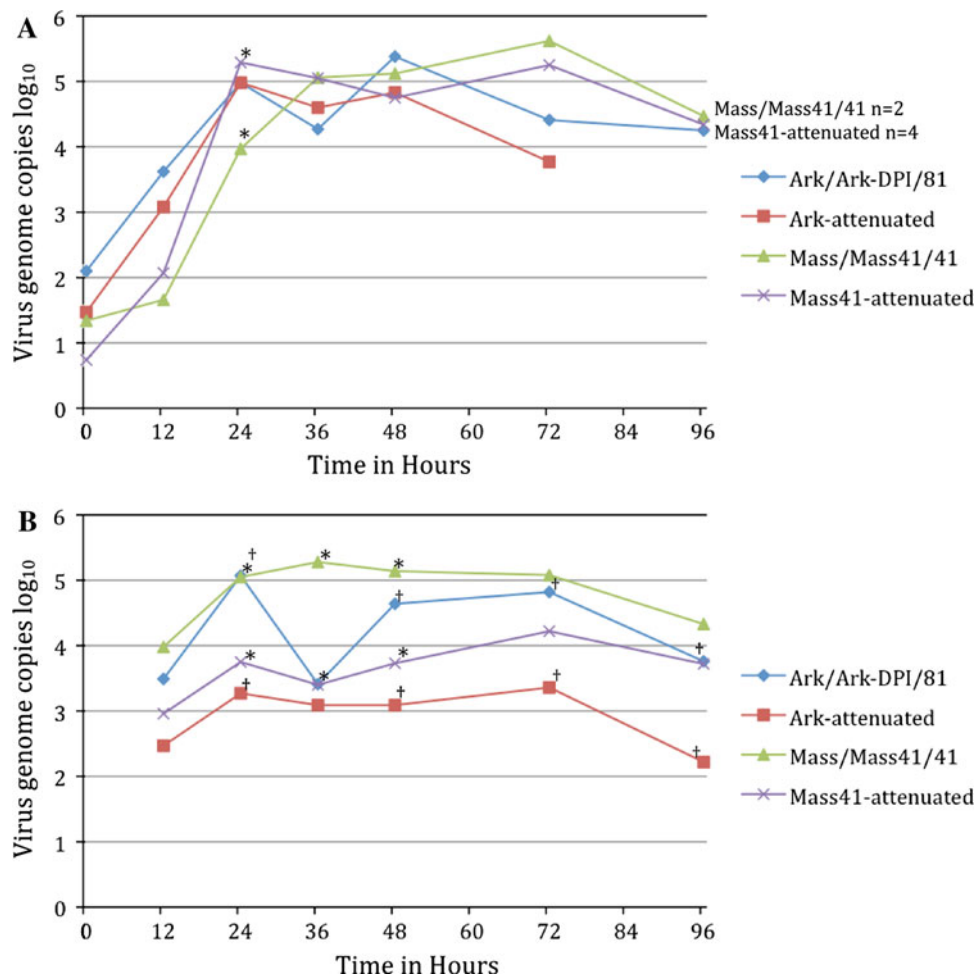 A
Virus genome copies log10
6
5
4
3
2
1
0
* 
*
0 12 24 36 48 60 72 84 96
Time in Hours
Mass/Mass41/41 n=2
Mass41-attenuated n=4
Ark/Ark-DPI/81
Ark-attenuated
Mass/Mass41/41
Mass41-attenuated
B
Virus genome copies log10
6
5
4
3
2
1
0
† * *
* † †
†
* * *
† † †
†
0 12 24 36 48 60 72 84 96
Time in Hours
Ark/Ark-DPI/81
Ark-attenuated
Mass/Mass41/41
Mass41-attenuated